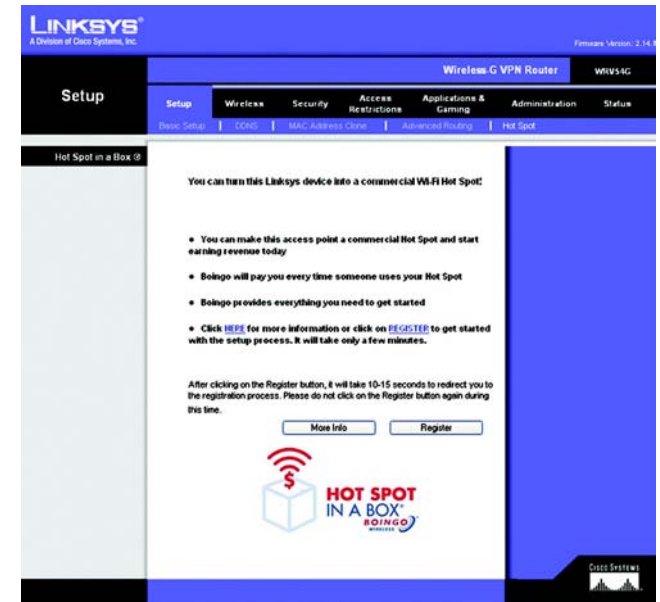 LINKSYS®
A Division of Cisco Systems, Inc.
Firmware Version: 2.14.
Wireless-G VPN Router
WRV54G
Setup
Setup
Wireless
Security
Access Restrictions
Applications & Gaming
Administration
Status
Basic Setup | DDNS | MAC Address Clone | Advanced Routing | Hot Spot
Hot Spot in a Box
You can turn this Linksys device into a commercial Wi-Fi Hot Spot!
• You can make this access point a commercial Hot Spot and start
earning revenue today
• Boingo will pay you every time someone uses your Hot Spot
• Boingo provides everything you need to get started
• Click HERE for more information or click on REGISTER to get started
with the setup process. It will take only a few minutes.
After clicking on the Register button, it will take 10-15 seconds to redirect you to
the registration process. Please do not click on the Register button again during
this time.
More Info
Register
$
HOT SPOT
IN A BOX
BOINGO
WIRELESS
CISCO SYSTEMS